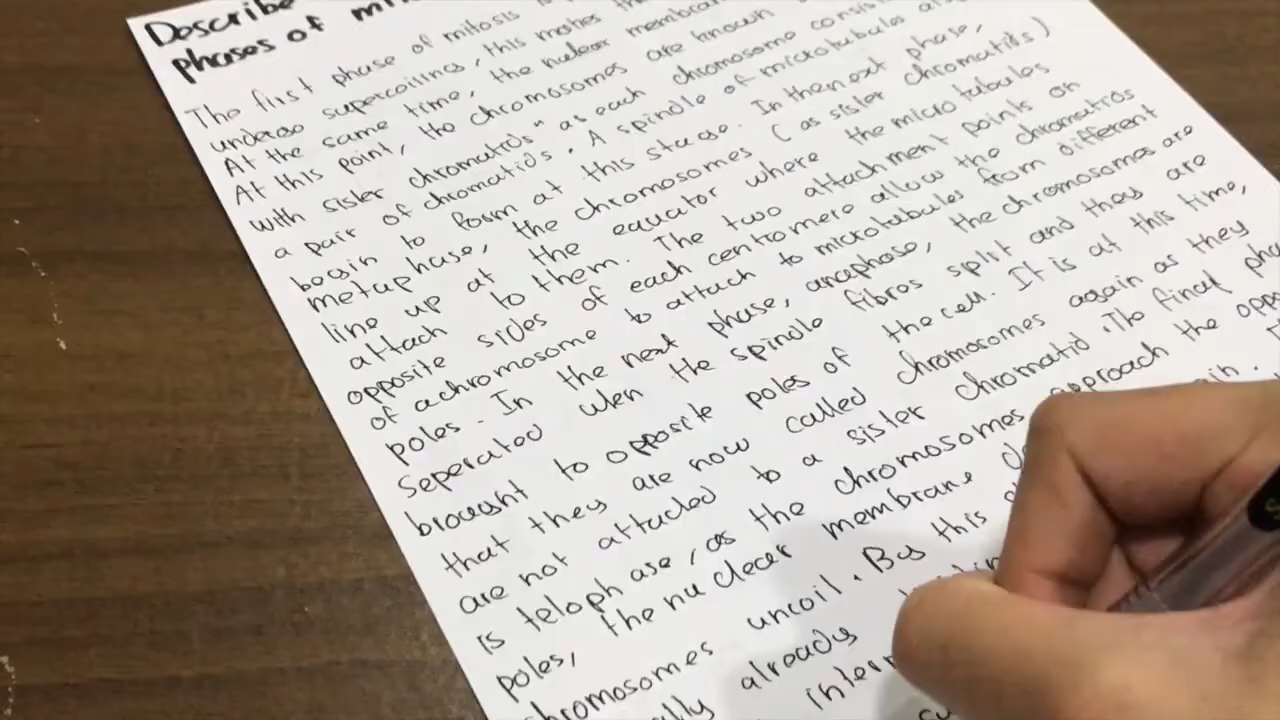 Describe
phases of
The first phase of mitosis is
undergo supercoiling, this makes
At the same time, the nuclear membran
At this point, the chromosomes are known
with sister chromatids" as each chromosome consis
a pair of chromatids. A spindle of microtubules als
begin to form at this stage. In the next phase,
metaphase, the chromosomes (as sister chromatids)
line up at the equator where the microtubules
attach to them. The two attachment points on
opposite sides of each centromere allow the chromatids
of a chromosome to attach to microtubules from different
poles. In the next phase, anaphase, the chromosomes are
seperated when the spindle fibres split and they are
brought to opposite poles of the cell. It is at this time,
that they are now called chromosomes again as they
are not attached to a sister chromatid. The final pha
is telophase, as the chromosomes approach the oppo
poles, the nuclear membrane
chromosomes uncoil. By this
already